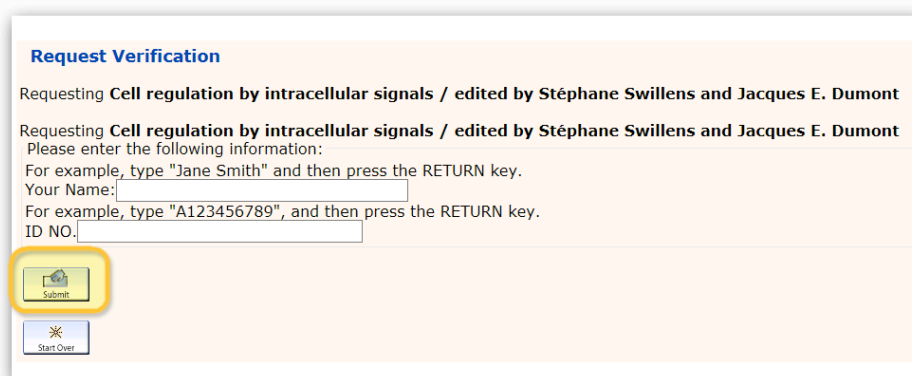 Request Verification
Requesting Cell regulation by intracellular signals / edited by Stéphane Swillens and Jacques E. Dumont
Requesting Cell regulation by intracellular signals / edited by Stéphane Swillens and Jacques E. Dumont
Please enter the following information:
For example, type "Jane Smith" and then press the RETURN key.
Your Name:
For example, type "A123456789", and then press the RETURN key.
ID NO.
Submit
Start Over